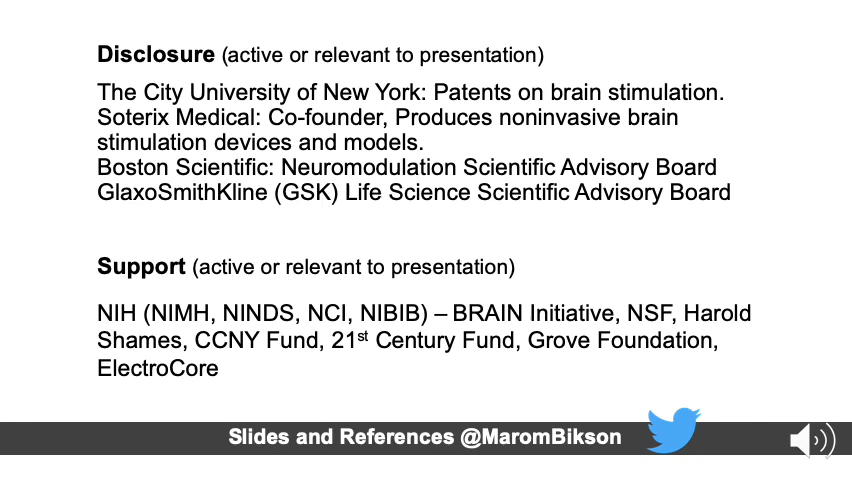 Disclosure (active or relevant to presentation)
The City University of New York: Patents on brain stimulation.
Soterix Medical: Co-founder, Produces noninvasive brain
stimulation devices and models.
Boston Scientific: Neuromodulation Scientific Advisory Board
GlaxoSmithKline (GSK) Life Science Scientific Advisory Board
Support (active or relevant to presentation)
NIH (NIMH, NINDS, NCI, NIBIB) – BRAIN Initiative, NSF, Harold
Shames, CCNY Fund, 21st Century Fund, Grove Foundation,
ElectroCore
Slides and References @MaromBikson